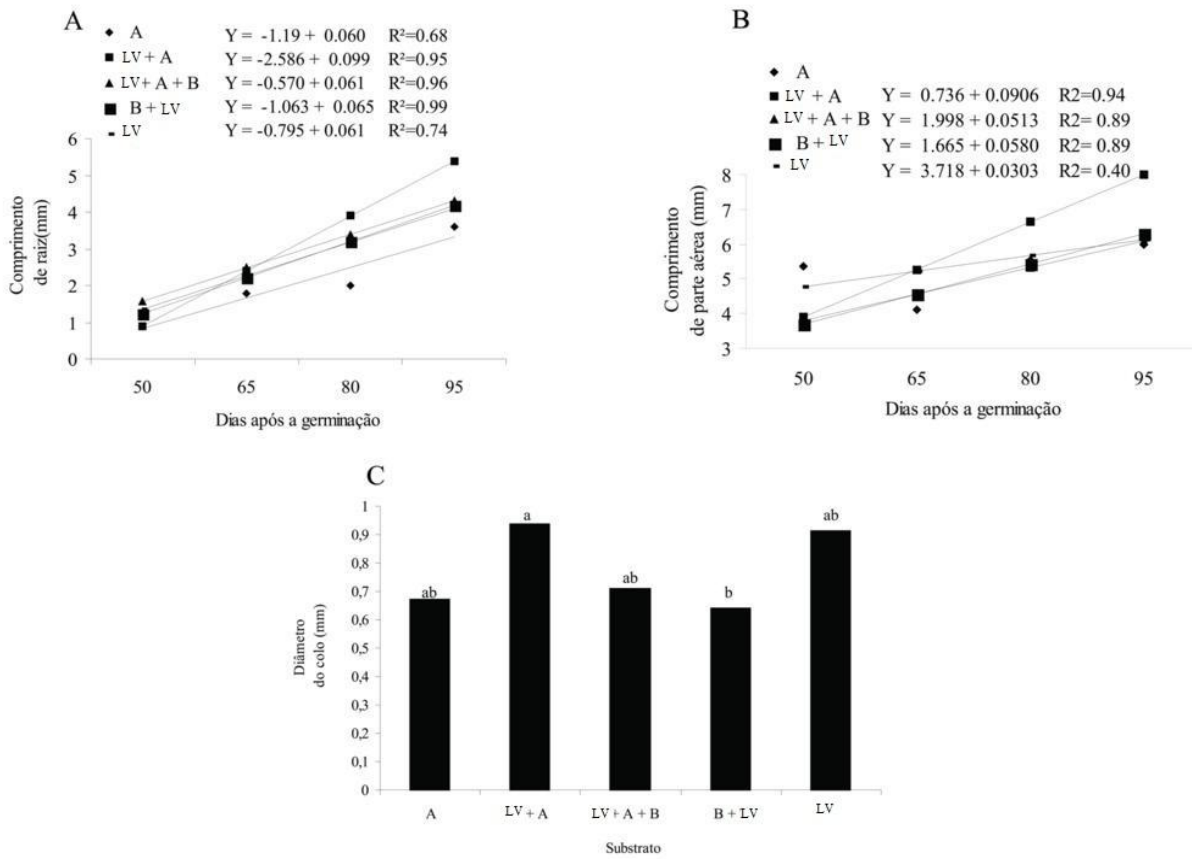 A
A Y = -1.19 + 0.060 R²=0.68
LV + A Y = -2.586 + 0.099 R²=0.95
LV + A + B Y = -0.570 + 0.061 R²=0.96
B + LV Y = -1.063 + 0.065 R²=0.99
LV Y = -0.795 + 0.061 R²=0.74
Comprimento
de raiz(mm)
6
5
4
3
2
1
0
50 65 80 95
Dias após a germinação
B
A
LV + A Y = 0.736 + 0.0906 R2=0.94
LV + A + B Y = 1.998 + 0.0513 R2= 0.89
B + LV Y = 1.665 + 0.0580 R2= 0.89
LV Y = 3.718 + 0.0303 R2= 0.40
Comprimento
de parte aérea (mm)
8
7
6
5
4
3
50 65 80 95
Dias após a germinação
C
Diâmetro
do colo (mm)
1
0,9
0,8
0,7
0,6
0,5
0,4
0,3
0,2
0,1
0
ab a ab b ab
A LV + A LV + A + B B + LV LV
Substrato